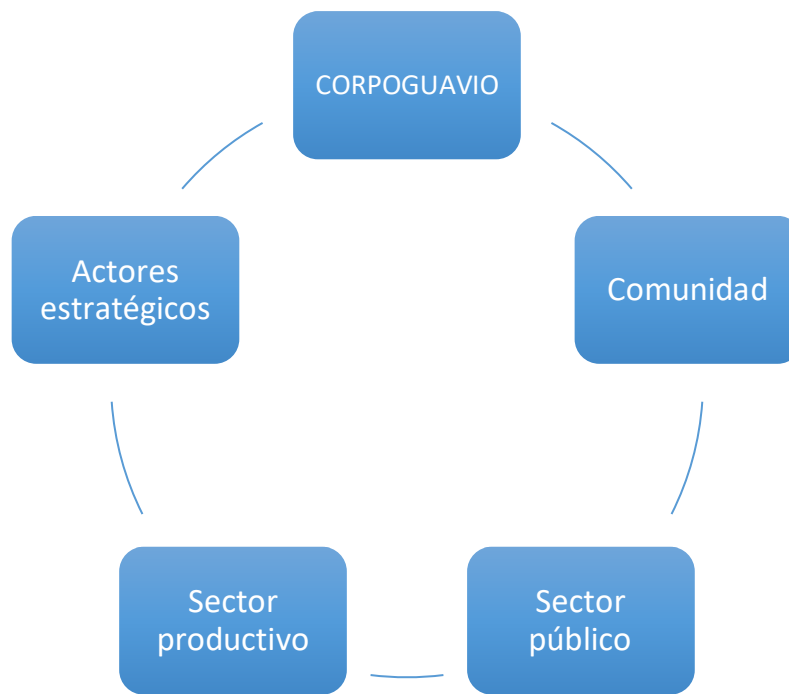 CORPOGUAVIO
Actores
estratégicos
Comunidad
Sector
productivo
Sector
público